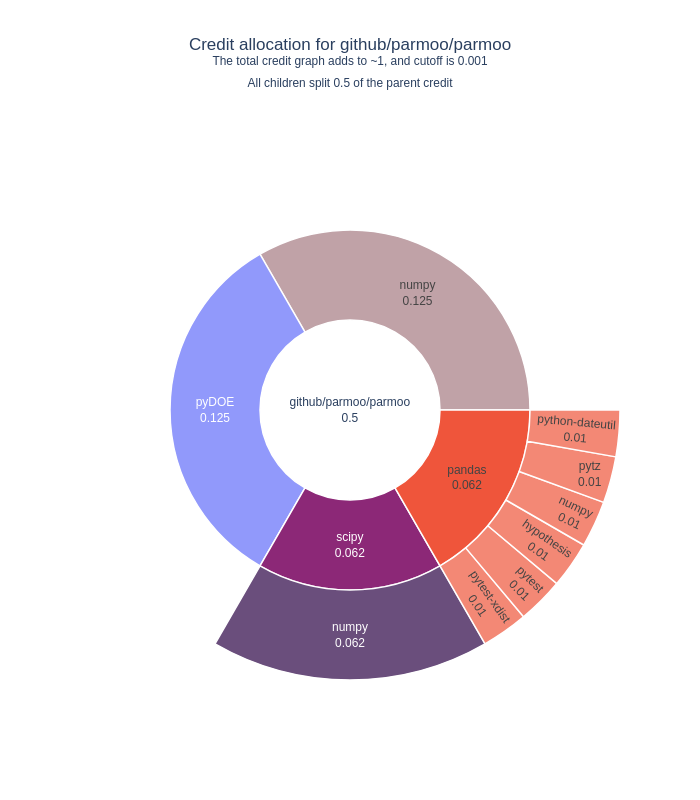 Credit allocation for github/parmoo/parmoo
The total credit graph adds to ~1, and cutoff is 0.001
All children split 0.5 of the parent credit
numpy
0.125
pyDOE
0.125
github/parmoo/parmoo
0.5
python-dateutil
0.01
pandas
0.062
pytz
0.01
numpy
0.01
hypothesis
0.01
pytest
0.01
pytest-xdist
0.01
scipy
0.062
numpy
0.062